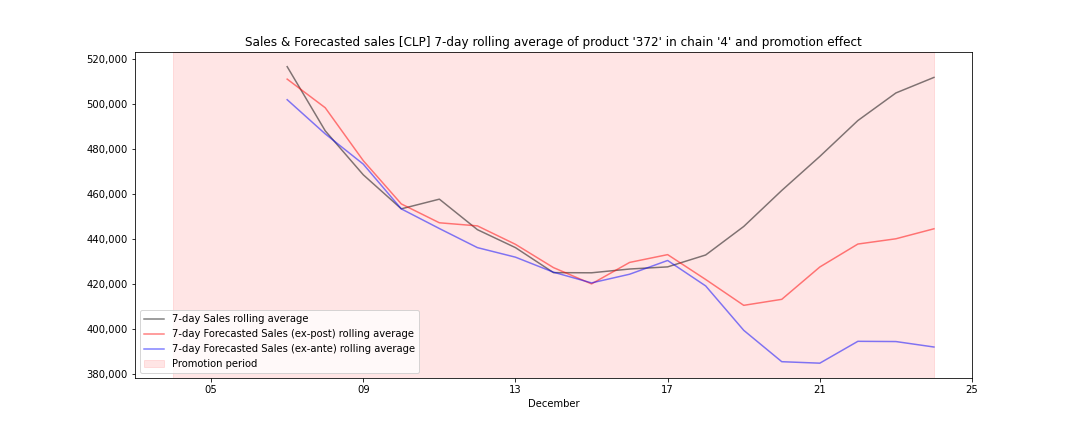 Sales & Forecasted sales [CLP] 7-day rolling average of product '372' in chain '4' and promotion effect
520,000
500,000
480,000
460,000
440,000
420,000
400,000
380,000
7-day Sales rolling average
7-day Forecasted Sales (ex-post) rolling average
7-day Forecasted Sales (ex-ante) rolling average
Promotion period
05 09 13 17 21 25
December